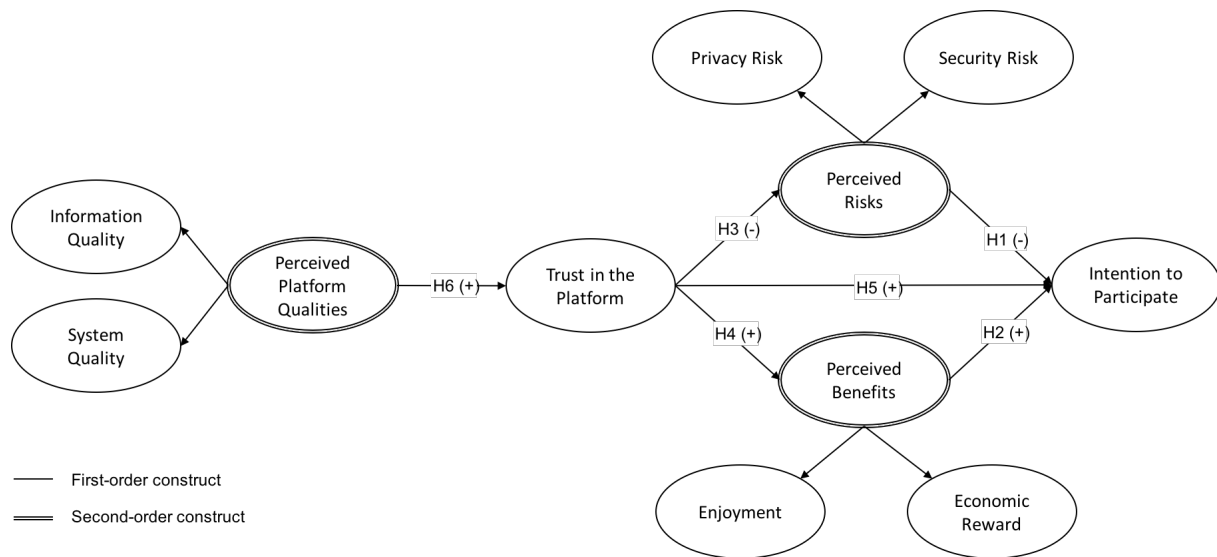 Privacy Risk
Security Risk
Perceived
Risks
Information
Quality
H3 (-)
H1 (-)
Perceived
Platform
Qualities
H6 (+)
Trust in the
Platform
H5 (+)
Intention to
Participate
System
Quality
H4 (+)
H2 (+)
Perceived
Benefits
First-order construct
Second-order construct
Enjoyment
Economic
Reward